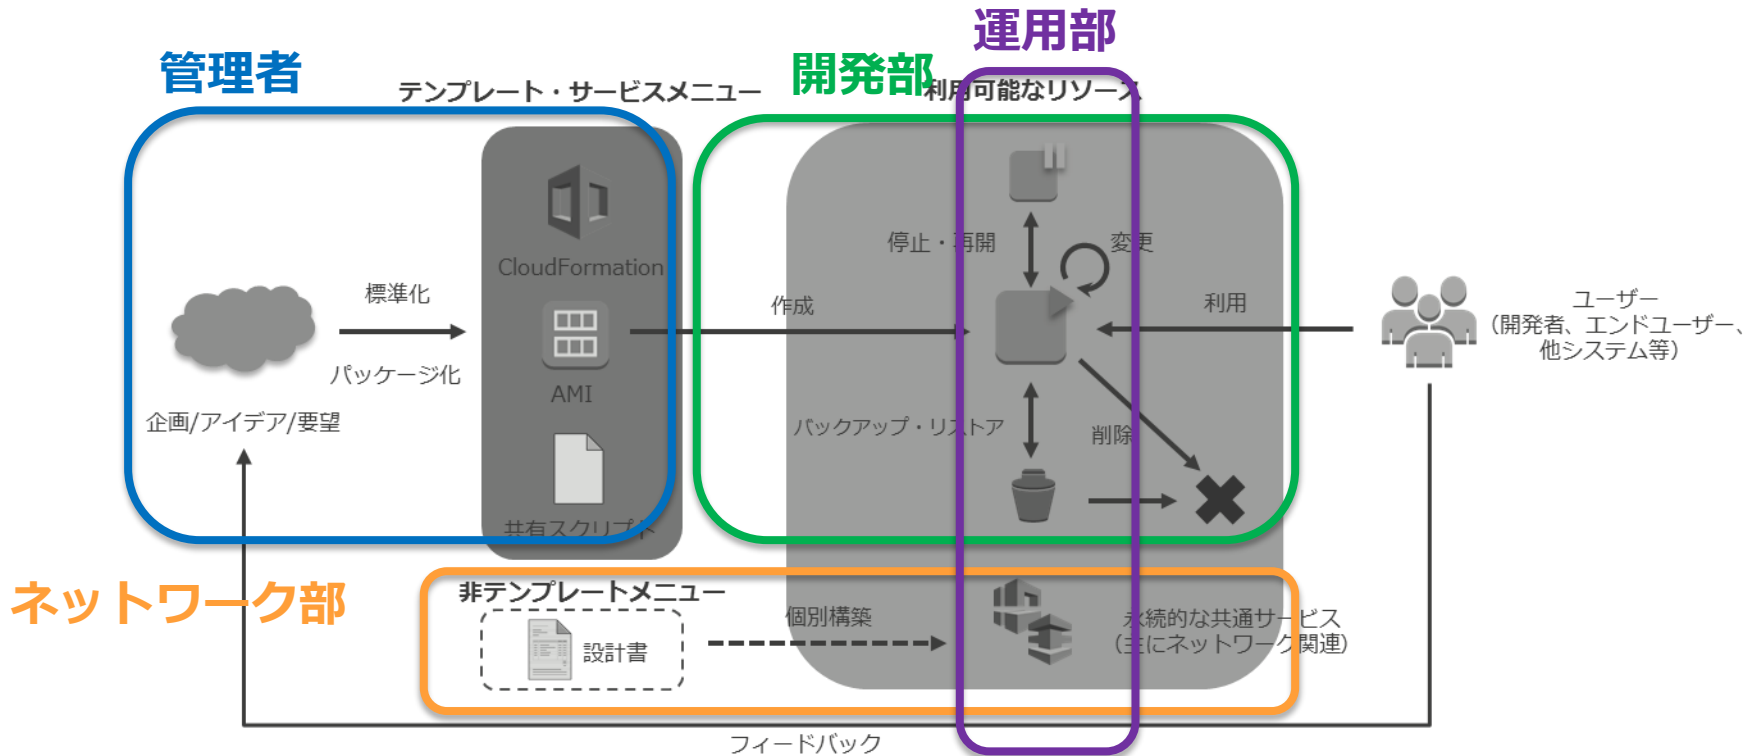 運用部
管理者
開発部
テンプレート・サービスメニュー
利用可能なリソース
CloudFormation
停止・再開
変更
標準化
作成
利用
ユーザー
（開発者、エンドユーザー、
他システム等）
パッケージ化
AMI
企画/アイデア/要望
バックアップ・リストア
削除
共有スクリプト
ネットワーク部
非テンプレートメニュー
個別構築
永続的な共通サービス
（主にネットワーク関連）
設計書
フィードバック